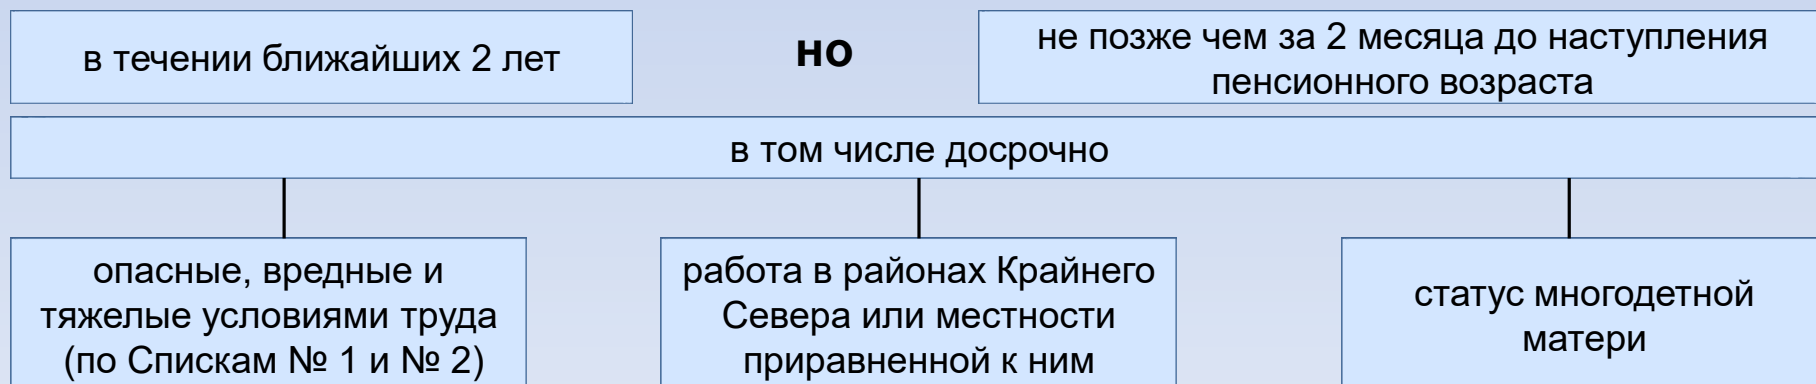 в течении ближайших 2 лет
но
не позже чем за 2 месяца до наступления
пенсионного возраста
в том числе досрочно
опасные, вредные и
тяжелые условиями труда
(по Спискам № 1 и № 2)
работа в районах Крайнего
Севера или местности
приравненной к ним
статус многодетной
матери